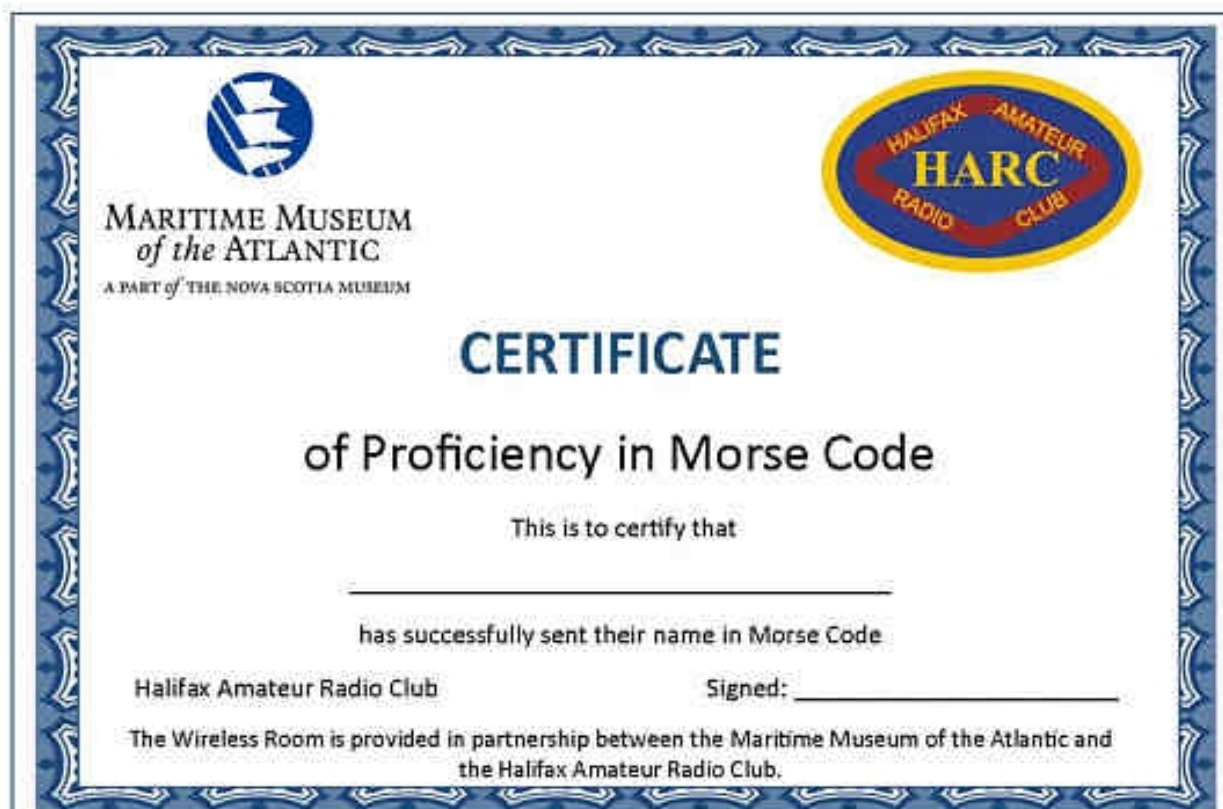 MARITIME MUSEUM
of the ATLANTIC
A PART of THE NOVA SCOTIA MUSEUM
HALIFAX AMATEUR
HARC
RADIO CLUB
CERTIFICATE
of Proficiency in Morse Code
This is to certify that
has successfully sent their name in Morse Code
Halifax Amateur Radio Club Signed:
The Wireless Room is provided in partnership between the Maritime Museum of the Atlantic and
the Halifax Amateur Radio Club.